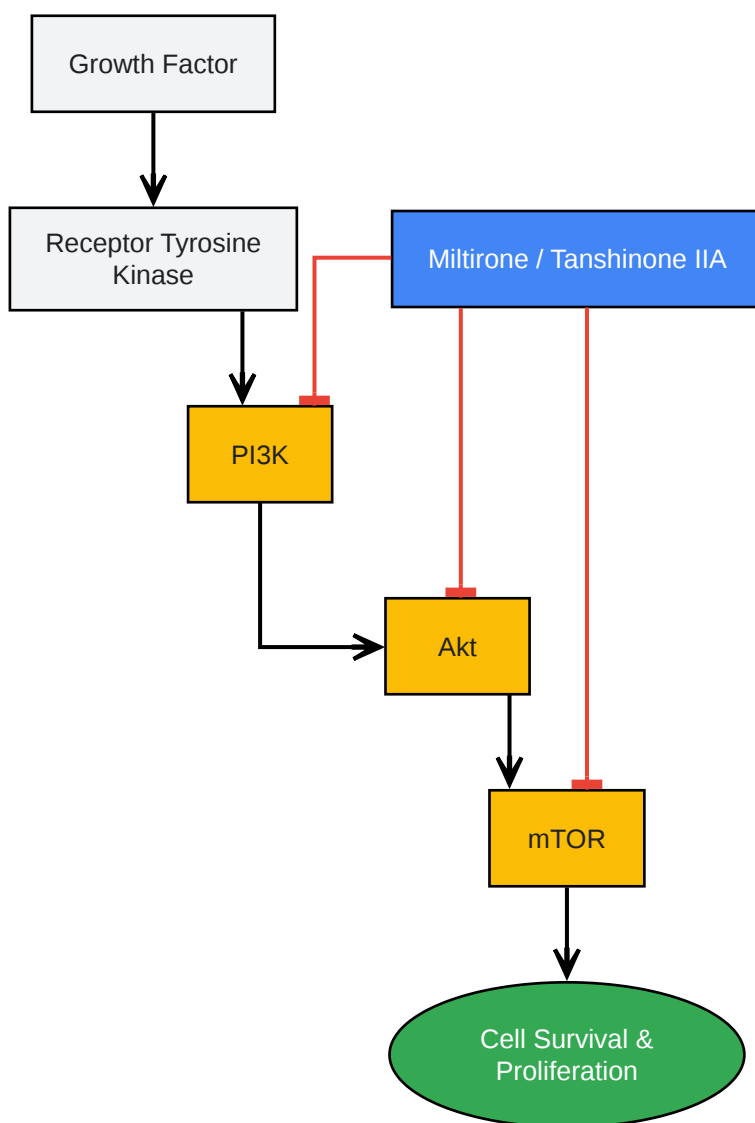 Growth Factor
Receptor Tyrosine
Kinase
Miltirone / Tanshinone IIA
PI3K
Akt
mTOR
Cell Survival &
Proliferation